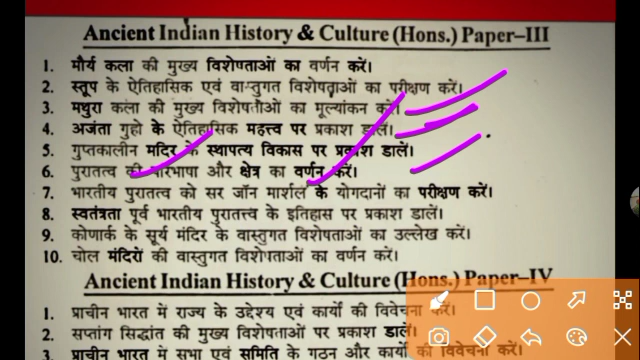 Ancient Indian History & Culture (Hons.) Paper–III
1. मौर्य कला की मुख्य विशेषताओं का वर्णन करें।
2. स्तूप के ऐतिहासिक एवं वास्तुगत विशेषताओं का परीक्षण करें।
3. मथुरा कला की मुख्य विशेषताओं का मूल्यांकन करें।
4. अजंता गुहो के ऐतिहासिक महत्त्व पर प्रकाश डालें।
5. गुप्तकालीन मंदिर के स्थापत्य विकास पर प्रकाश डालें।
6. पुरातत्व की परिभाषा और क्षेत्र का वर्णन करें।
7. भारतीय पुरातत्व को सर जॉन मार्शल के योगदानों का परीक्षण करें।
8. स्वतंत्रता पूर्व भारतीय पुरातत्त्व के इतिहास पर प्रकाश डालें।
9. कोणार्क के सूर्य मंदिर के वास्तुगत विशेषताओं का उल्लेख करें।
10. चोल मंदिरों की वास्तुगत विशेषताओं का वर्णन करें।
Ancient Indian History & Culture (Hons.) Paper–IV
1. प्राचीन भारत में राज्य के उद्देश्य एवं कार्यों की विवेचना करें।
2. सप्तांग सिद्धांत की मुख्य विशेषताओं पर प्रकाश डालें।
3. प्राचीन भारत में सभा एवं समिति के गठन और कार्यो की विवेचना करें।